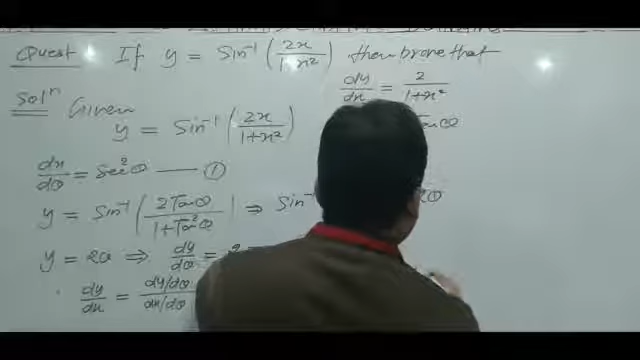 Quest If y = Sin⁻¹(2x/1+x²) then prove that
dy/dx = 2/1+x²
Solⁿ Given
y = Sin⁻¹(2x/1+x²)
Tanθ
dx/dθ = Sec²θ —— ①
y = Sin⁻¹(2Tanθ/1+Tan²θ) ⇒ Sin⁻¹
y = 2θ ⇒ dy/dθ = 2
dy/dx = dy/dθ/dx/dθ